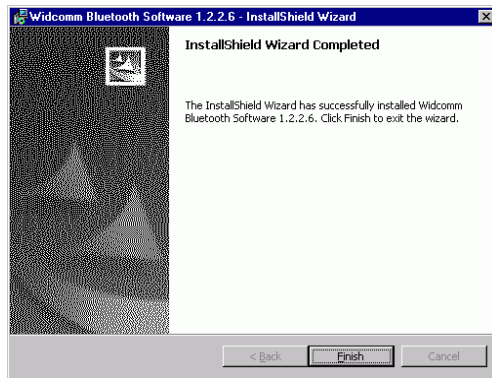 Widcomm Bluetooth Software 1.2.2.6 - InstallShield Wizard
InstallShield Wizard Completed
The InstallShield Wizard has successfully installed Widcomm
Bluetooth Software 1.2.2.6. Click Finish to exit the wizard.
< Back Finish Cancel